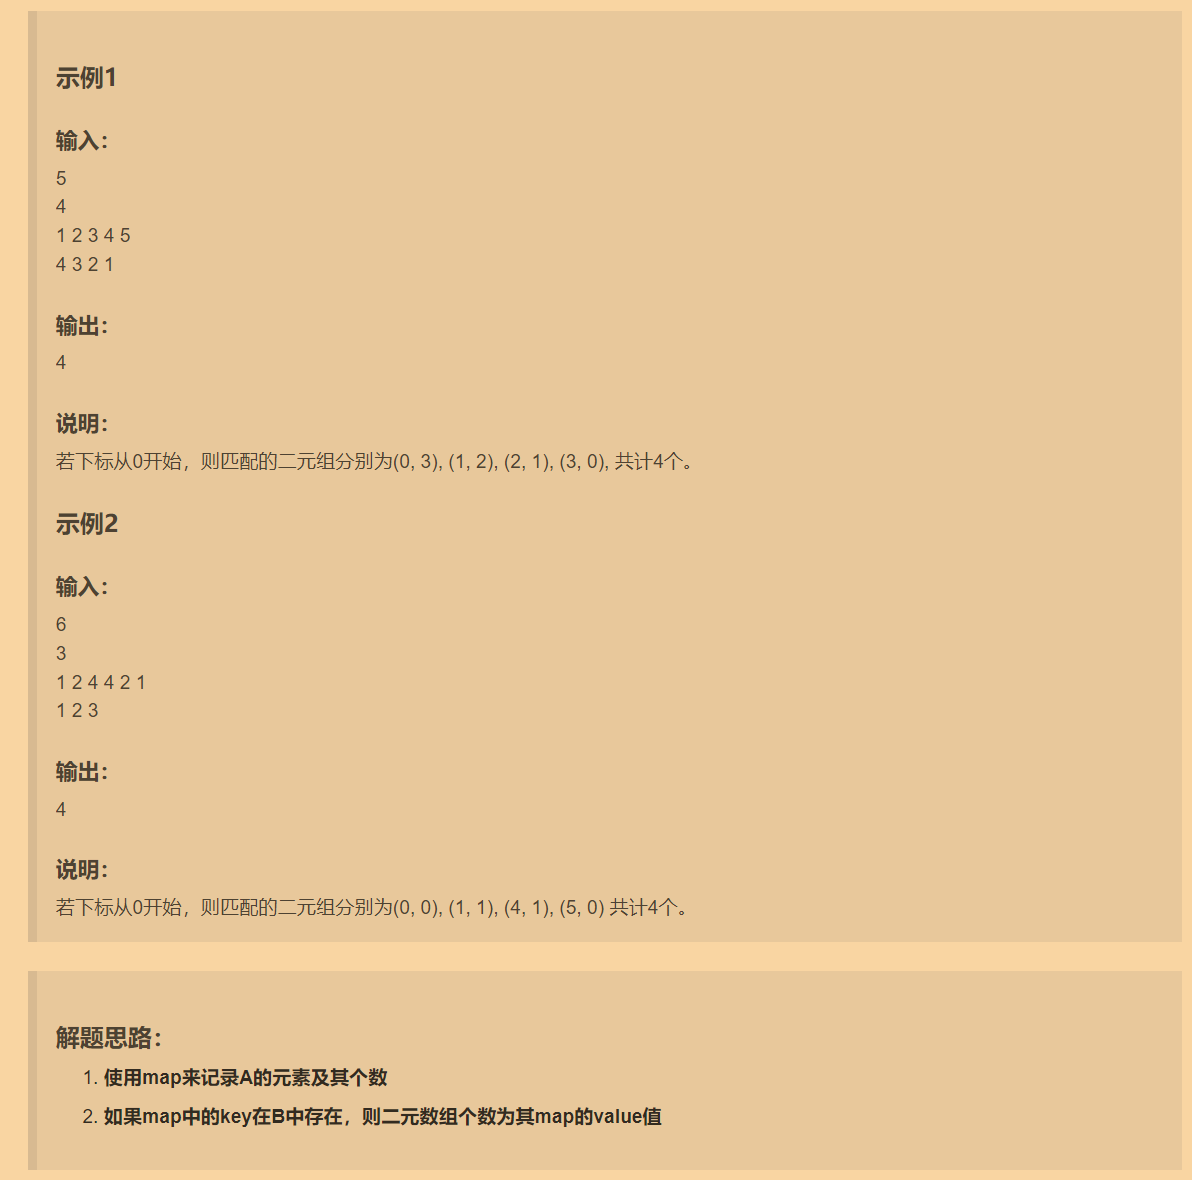 示例1
输入：
5
4
1 2 3 4 5
4 3 2 1
输出：
4
说明：
若下标从0开始，则匹配的二元组分别为(0, 3), (1, 2), (2, 1), (3, 0), 共计4个。
示例2
输入：
6
3
1 2 4 4 2 1
1 2 3
输出：
4
说明：
若下标从0开始，则匹配的二元组分别为(0, 0), (1, 1), (4, 1), (5, 0) 共计4个。
解题思路：
1. 使用map来记录A的元素及其个数
2. 如果map中的key在B中存在，则二元数组个数为其map的value值